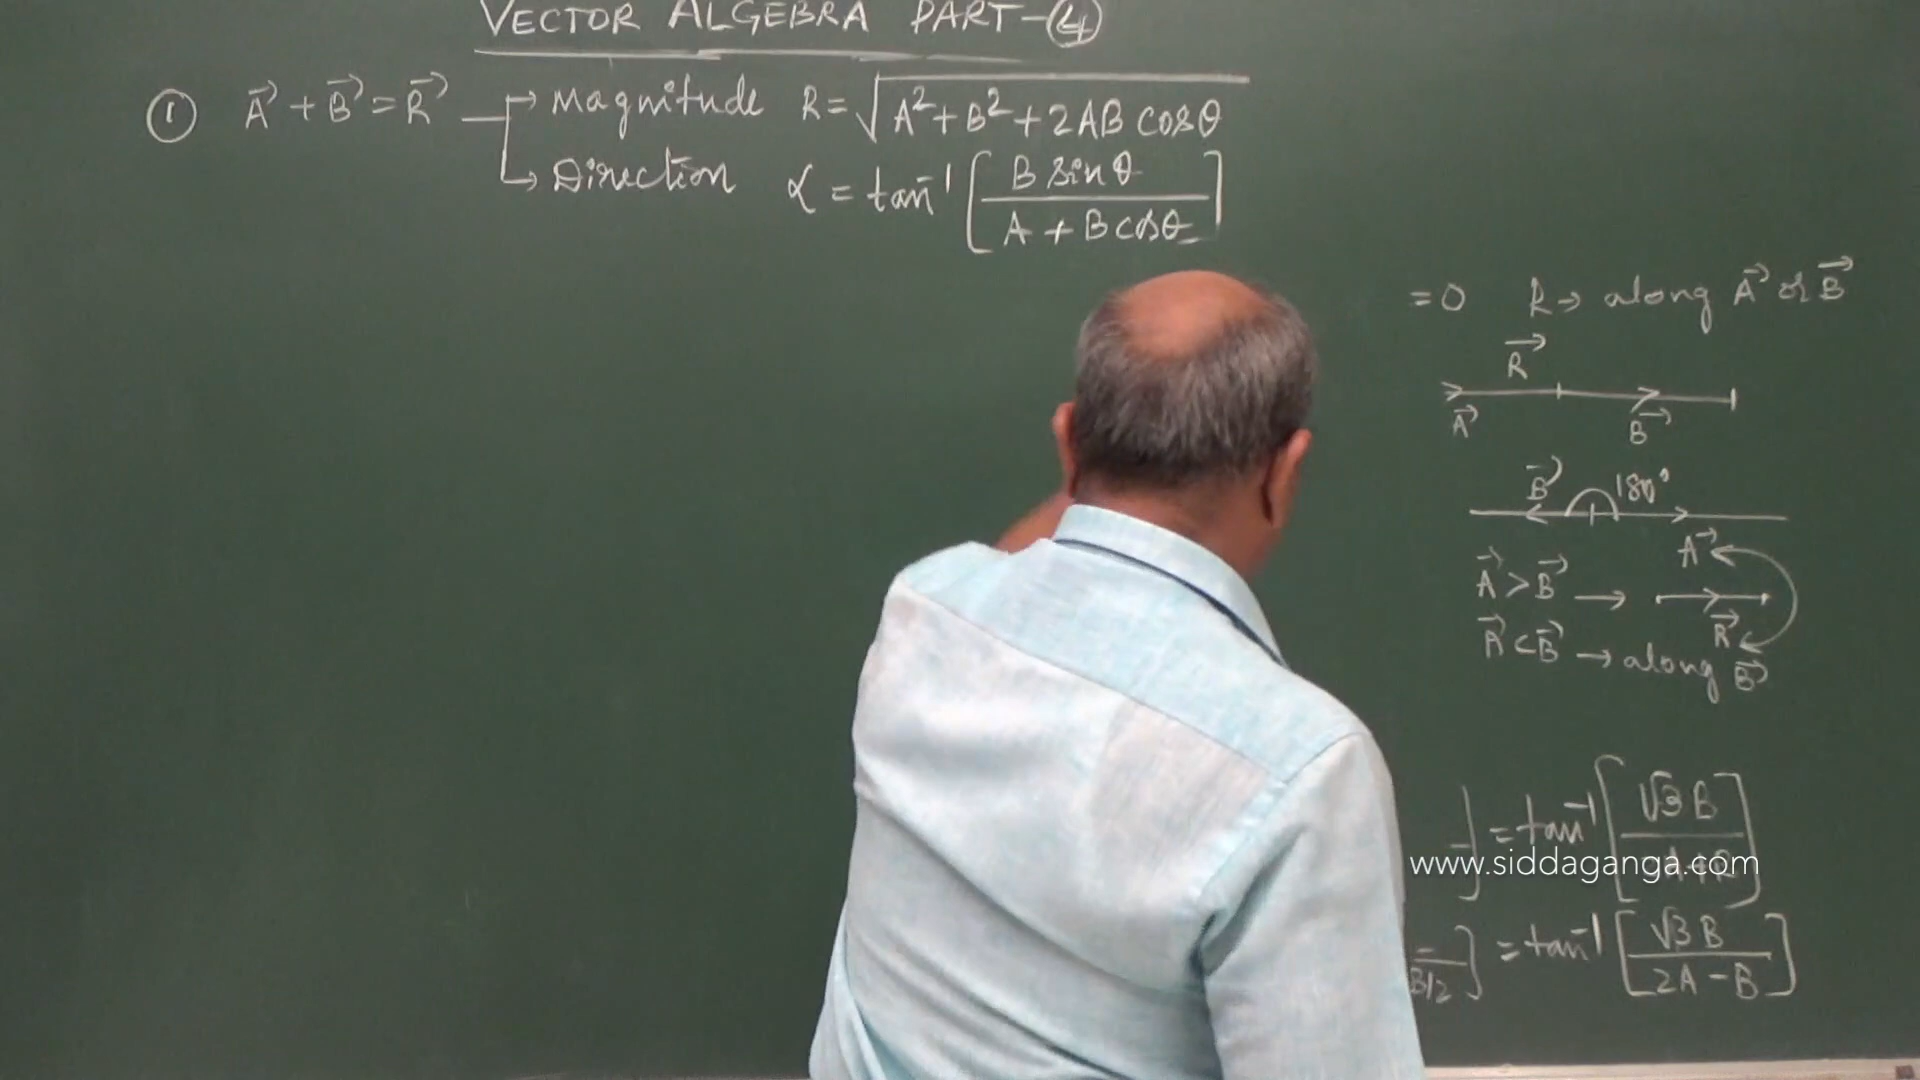 VECTOR ALGEBRA PART-④
① A⃗ + B⃗ = R⃗ → Magnitude R = √(A² + B² + 2AB cosθ)
→ Direction α = tan⁻¹ [B sinθ / (A + B cosθ)]
= 0 R → along A⃗ or B⃗
R⃗
A⃗ B⃗
B⃗ 180°
A⃗
A⃗ > B⃗ →
R⃗
A⃗ < B⃗ → along B⃗
] = tan⁻¹ [√3 B /
www.siddaganga.com
B/2 ] = tan⁻¹ [√3 B / (2A − B)]